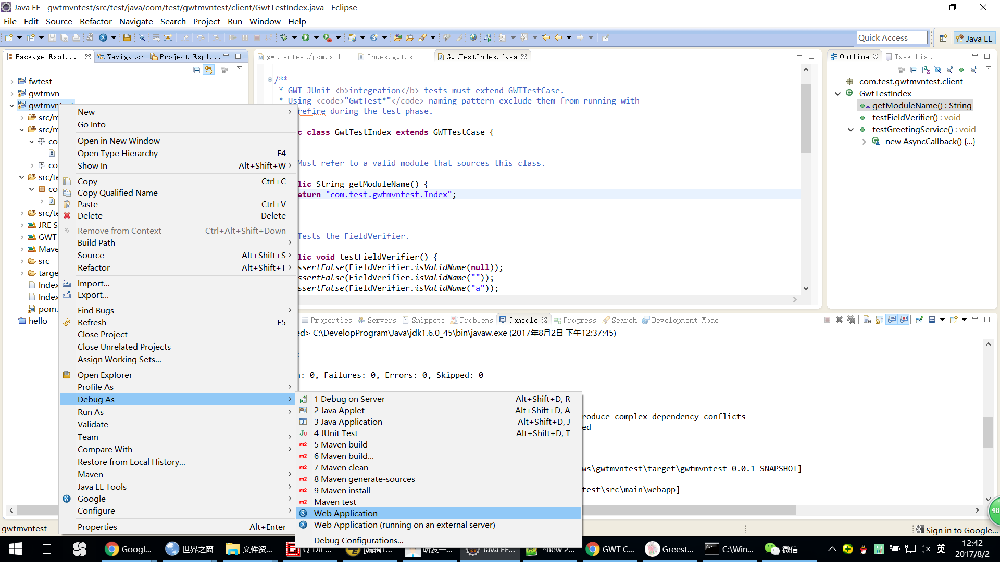 Java EE - gwtmvntest/src/test/java/com/test/gwtmvntest/client/GwtTestIndex.java - Eclipse
File Edit Source Refactor Navigate Search Project Run Window Help
Quick Access
Java EE
Package Expl...
Navigator
Project Expl...
fwtest
gwtmvn
gwtmvn
src/m
src/m
co
co
src/te
co
src/te
JRE S
GWT
Mave
src
targe
Index
Index
pom.
hello
New
Go Into
Open in New Window
Open Type Hierarchy F4
Show In Alt+Shift+W
Copy Ctrl+C
Copy Qualified Name
Paste Ctrl+V
Delete Delete
Remove from Context Ctrl+Alt+Shift+Down
Build Path
Source Alt+Shift+S
Refactor Alt+Shift+T
Import...
Export...
Find Bugs
Refresh F5
Close Project
Close Unrelated Projects
Assign Working Sets...
Open Explorer
Profile As
Debug As
Run As
Validate
Team
Compare With
Restore from Local History...
Maven
Java EE Tools
Google
Configure
Properties Alt+Enter
1 Debug on Server Alt+Shift+D, R
2 Java Applet Alt+Shift+D, A
3 Java Application Alt+Shift+D, J
4 JUnit Test Alt+Shift+D, T
5 Maven build
6 Maven build...
7 Maven clean
8 Maven generate-sources
9 Maven install
Maven test
Web Application
Web Application (running on an external server)
Debug Configurations...
gwtmvntest/pom.xml
Index.gwt.xml
GwtTestIndex.java
/**
* GWT JUnit <b>integration</b> tests must extend GWTTestCase.
* Using <code>"GwtTest*"</code> naming pattern exclude them from running with
refire during the test phase.
c class GwtTestIndex extends GWTTestCase {
Must refer to a valid module that sources this class.
lic String getModuleName() {
eturn "com.test.gwtmvntest.Index";
Tests the FieldVerifier.
lic void testFieldVerifier() {
ssertFalse(FieldVerifier.isValidName(null));
ssertFalse(FieldVerifier.isValidName(""));
ssertFalse(FieldVerifier.isValidName("a"));
Outline
Task List
com.test.gwtmvntest.client
GwtTestIndex
getModuleName() : String
testFieldVerifier() : void
testGreetingService() : void
new AsyncCallback() {...}
Properties
Servers
Snippets
Problems
Console
Progress
Search
Development Mode
ed> C:\DevelopProgram\Java\jdk1.6.0_45\bin\javaw.exe (2017年8月2日 下午12:37:45)
:
n: 0, Failures: 0, Errors: 0, Skipped: 0
roduce complex dependency conflicts
ed
ws\gwtmvntest\target\gwtmvntest-0.0.1-SNAPSHOT]
test\src\main\webapp]
48
gwtmvntest
Sign in to Google...
Googl...
世界之窗
文件资...
Q-Dir ...
Java EE...
*new 2...
GWT C...
Greest...
C:\Win...
微信
英
12:42
2017/8/2